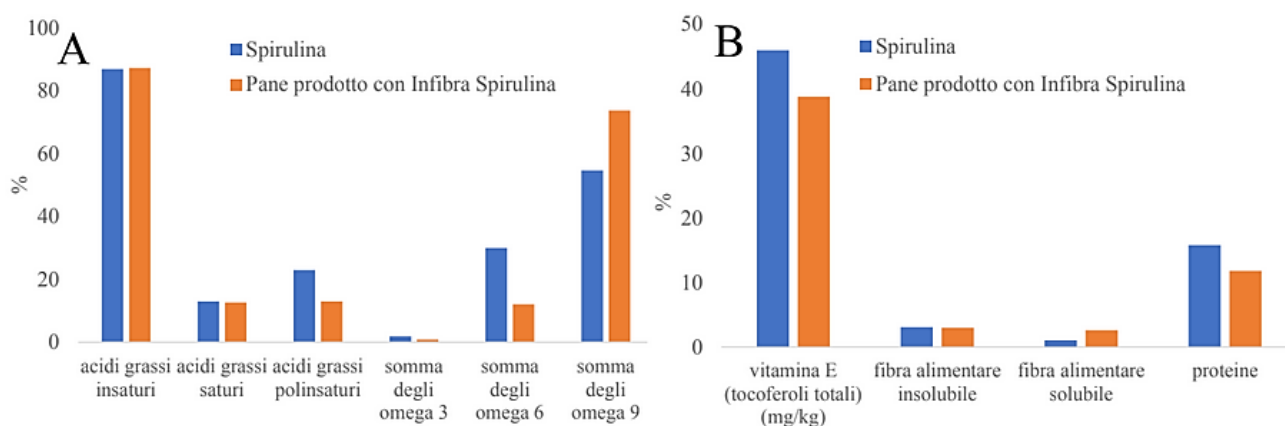 A
Spirulina
Pane prodotto con Infibra Spirulina
%
100
80
60
40
20
0
acidi grassi
insaturi
acidi grassi
saturi
acidi grassi
polinsaturi
somma
degli
omega 3
somma
degli
omega 6
somma
degli
omega 9
B
Spirulina
Pane prodotto con Infibra Spirulina
%
50
40
30
20
10
0
vitamina E
(tocoferoli totali)
(mg/kg)
fibra alimentare
insolubile
fibra alimentare
solubile
proteine